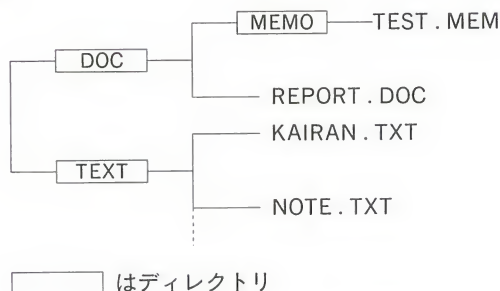 MEMO TEST.MEM
DOC
REPORT.DOC
KAIRAN.TXT
TEXT
NOTE.TXT
はディレクトリ